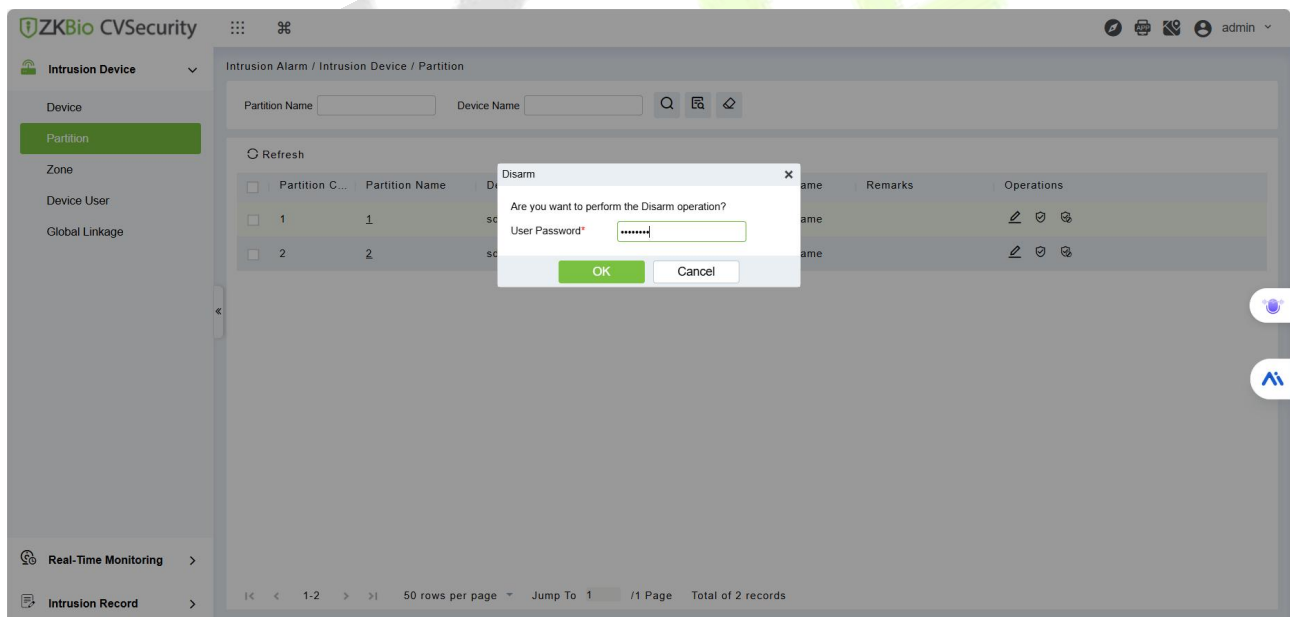 ZKBio CVSecurity
admin
Intrusion Device
Intrusion Alarm / Intrusion Device / Partition
Device
Partition
Zone
Device User
Global Linkage
Partition Name
Device Name
Refresh
Partition C... Partition Name De ame Remarks Operations
1 1 sc ame
2 2 sc ame
Disarm
Are you want to perform the Disarm operation?
User Password*
OK Cancel
Real-Time Monitoring
Intrusion Record
1-2 50 rows per page Jump To 1 /1 Page Total of 2 records